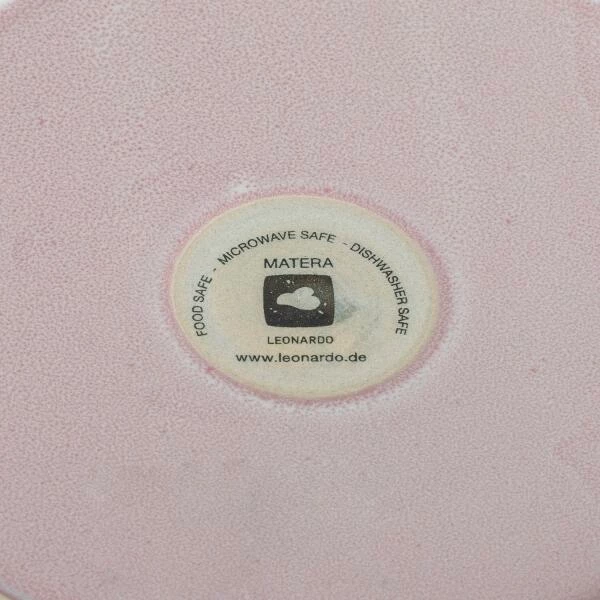 FOOD SAFE - MICROWAVE SAFE - DISHWASHER SAFE
MATERA
LEONARDO
www.leonardo.de